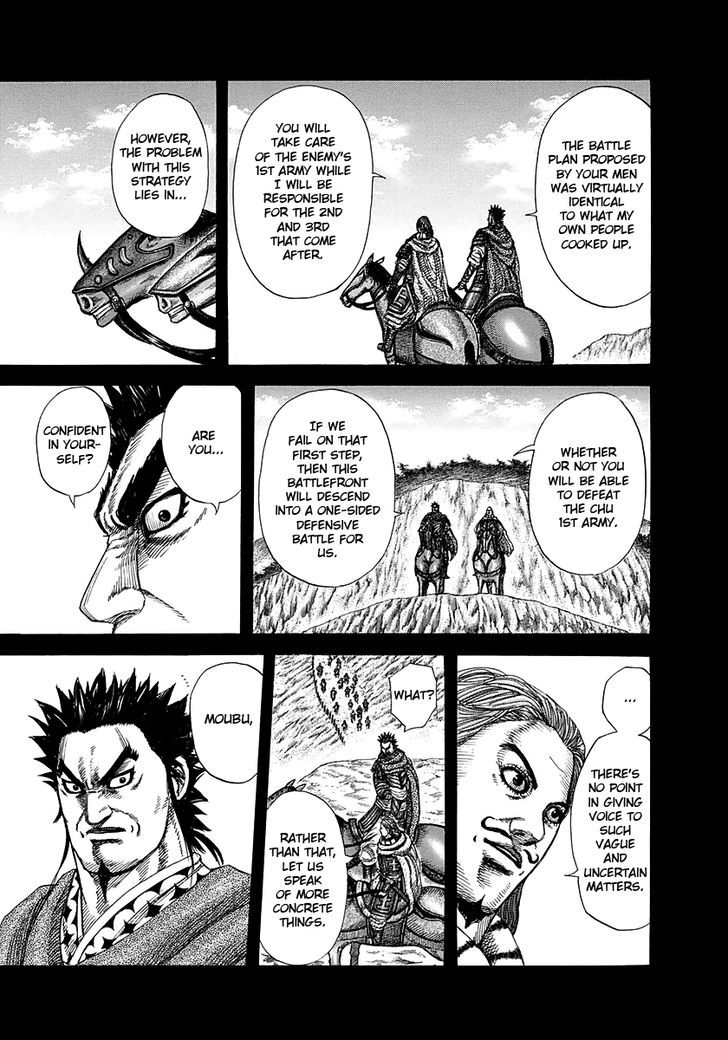 THE BATTLE
PLAN PROPOSED
BY YOUR MEN
WAS VIRTUALLY
IDENTICAL
TO WHAT MY
OWN PEOPLE
COOKED UP.
YOU WILL
TAKE CARE
OF THE ENEMY'S
1ST ARMY WHILE
I WILL BE
RESPONSIBLE
FOR THE 2ND
AND 3RD
THAT COME
AFTER.
HOWEVER,
THE PROBLEM
WITH THIS
STRATEGY
LIES IN...
WHETHER
OR NOT YOU
WILL BE ABLE
TO DEFEAT
THE CHU
1ST ARMY.
IF WE
FAIL ON THAT
FIRST STEP,
THEN THIS
BATTLEFRONT
WILL DESCEND
INTO A ONE-SIDED
DEFENSIVE
BATTLE FOR
US.
ARE
YOU...
CONFIDENT
IN YOUR-
SELF?
...
THERE'S
NO POINT
IN GIVING
VOICE TO
SUCH
VAGUE
AND
UNCERTAIN
MATTERS.
WHAT?
RATHER
THAN THAT,
LET US
SPEAK
OF MORE
CONCRETE
THINGS.
MOUBU,